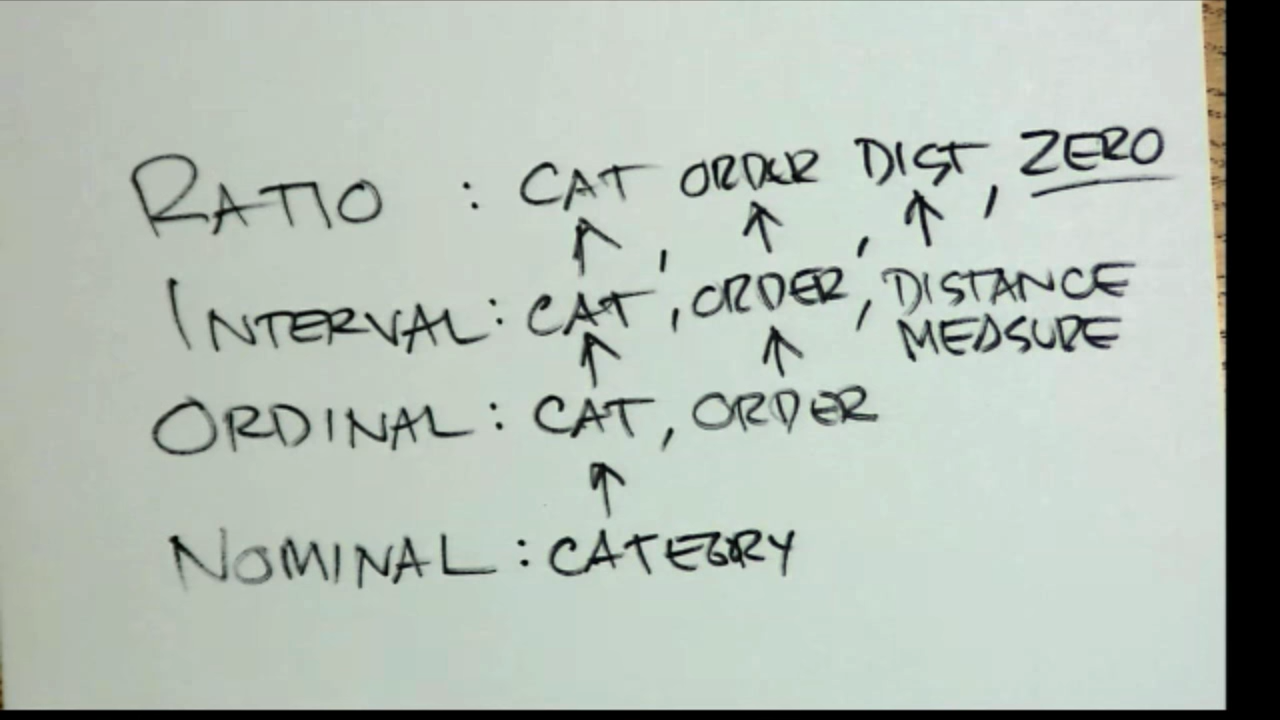 RATIO : CAT ORDER DIST, ZERO
INTERVAL : CAT, ORDER, DISTANCE
MEASURE
ORDINAL : CAT, ORDER
NOMINAL : CATEGORY